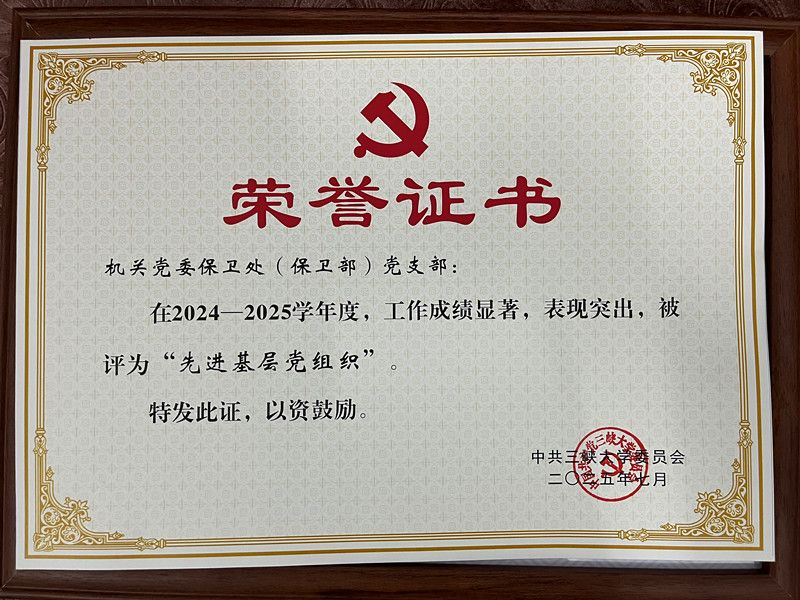 荣誉证书
机关党委保卫处（保卫部）党支部：
在2024—2025学年度，工作成绩显著，表现突出，被
评为“先进基层党组织”。
特发此证，以资鼓励。
中共三峡大学委员会
二〇二五年七月